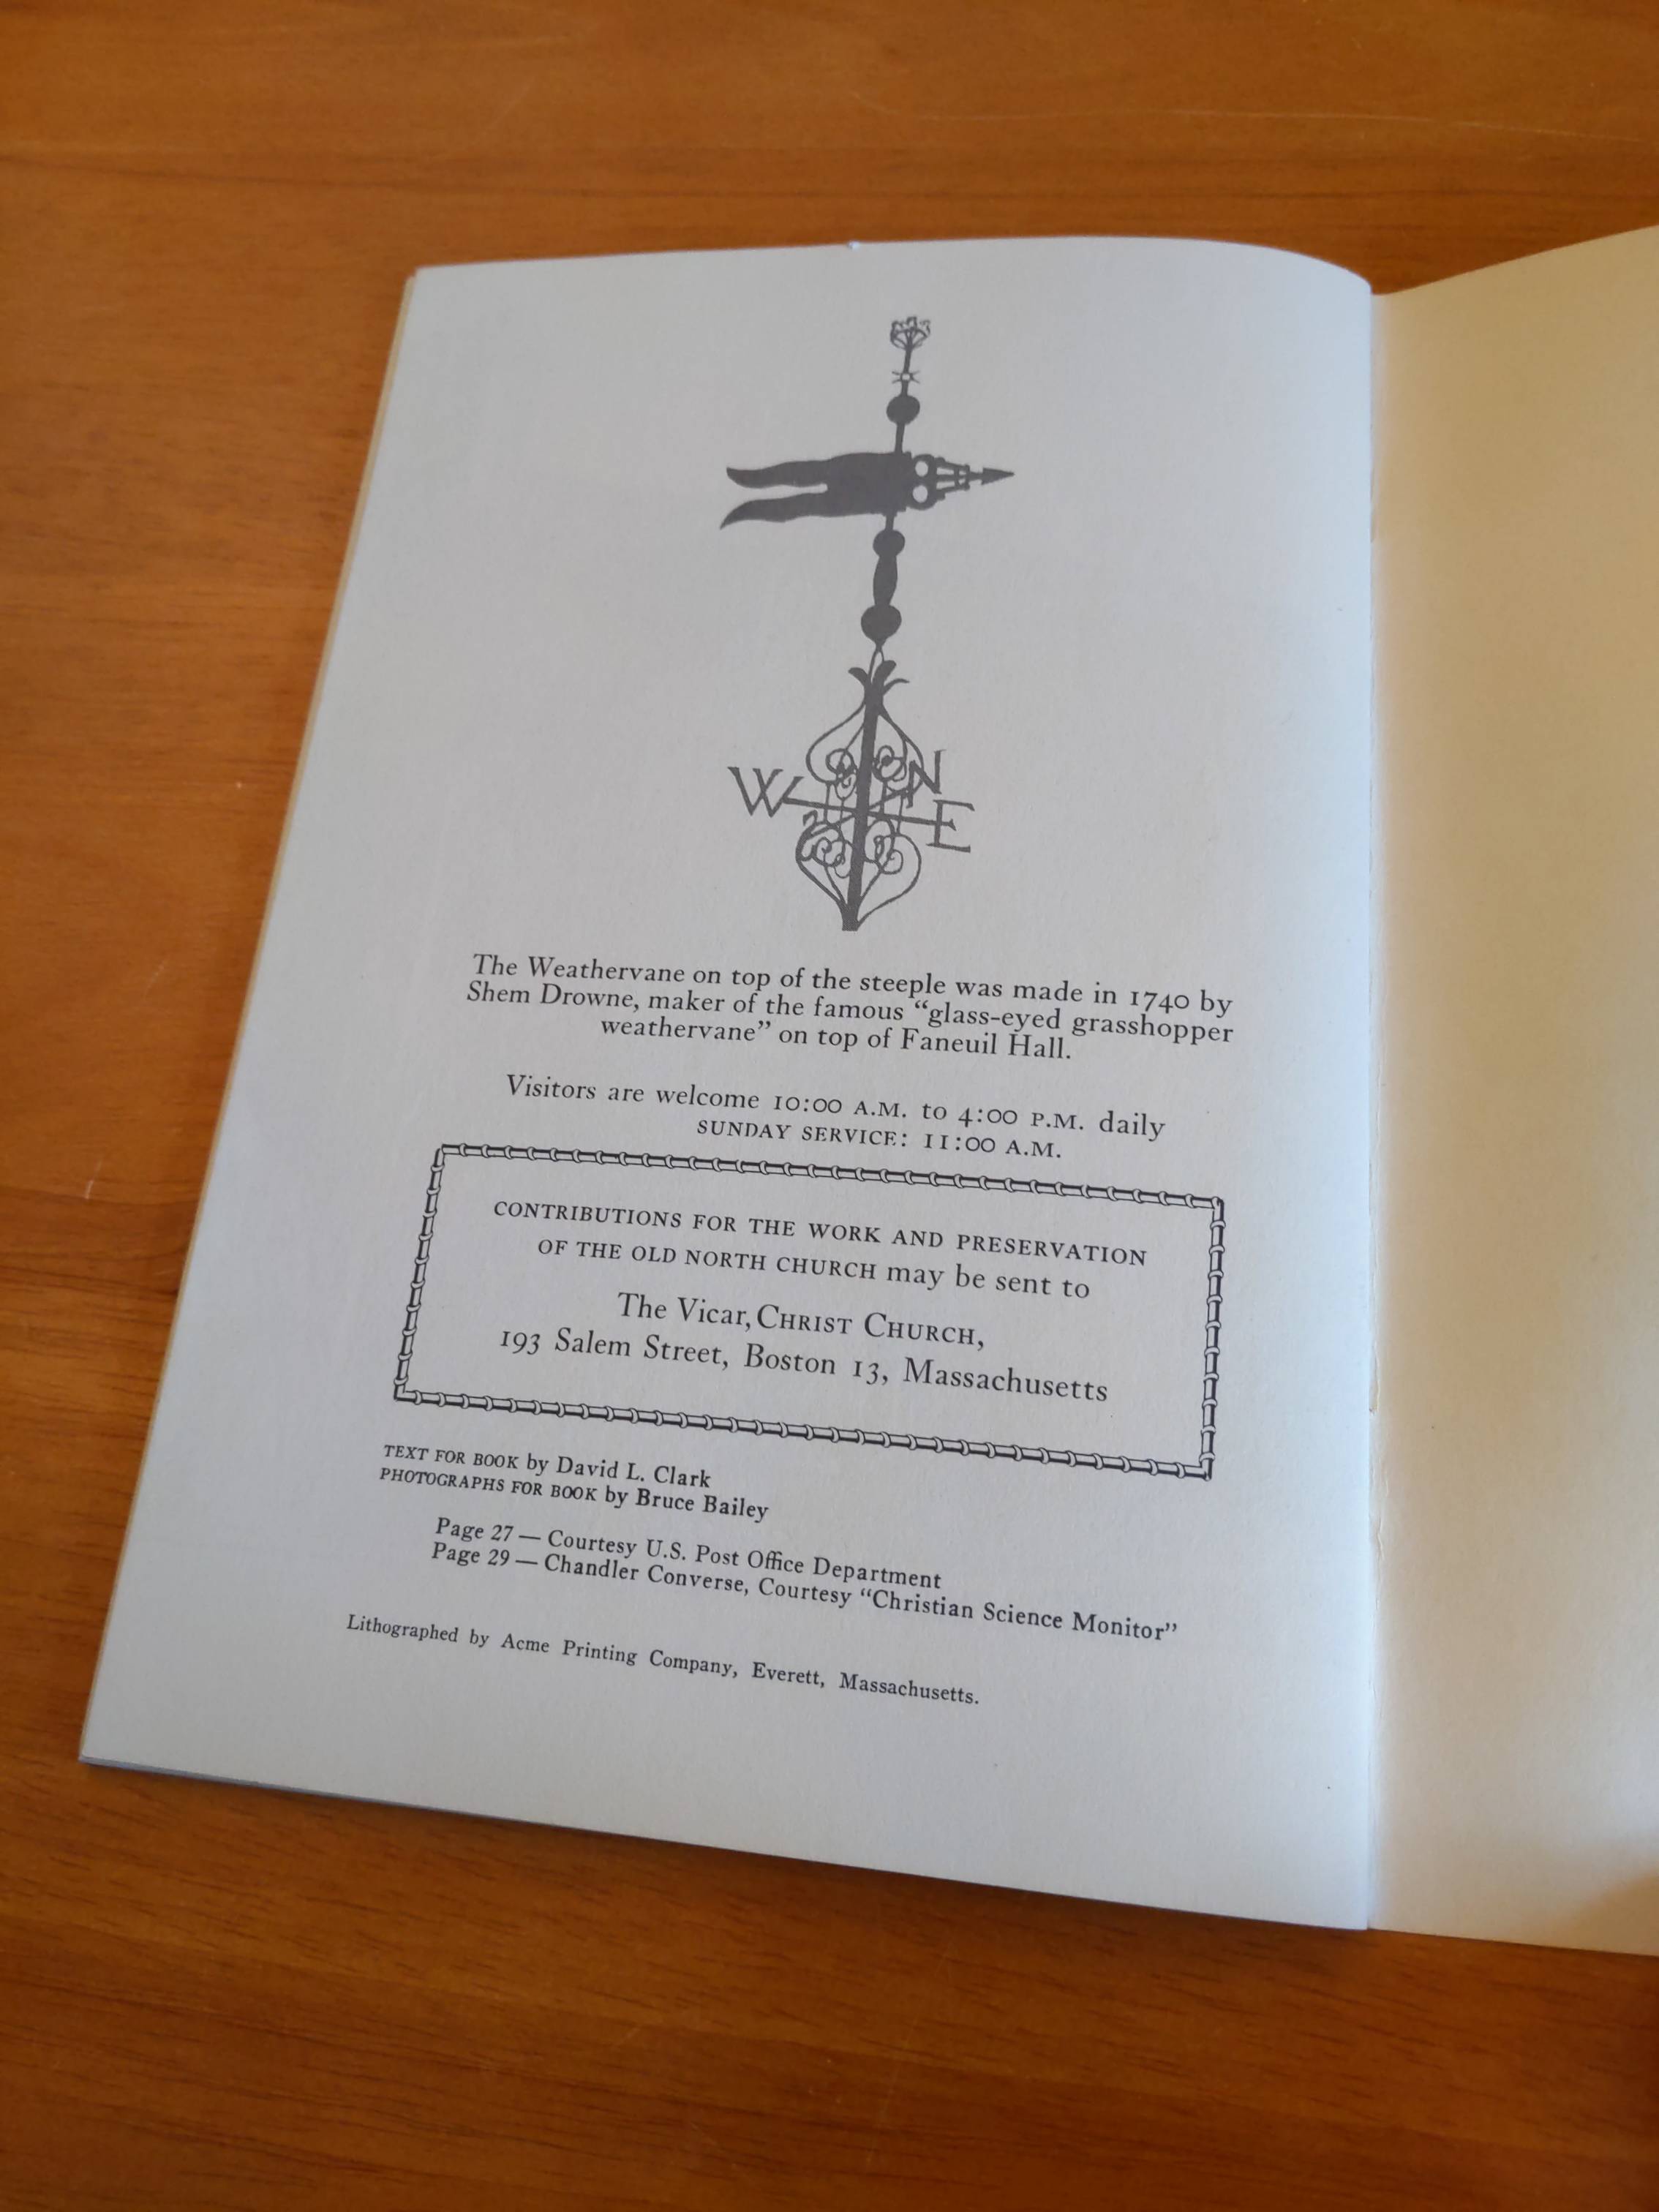 W N
E
The Weathervane on top of the steeple was made in 1740 by
Shem Drowne, maker of the famous “glass-eyed grasshopper
weathervane” on top of Faneuil Hall.
Visitors are welcome 10:00 A.M. to 4:00 P.M. daily
SUNDAY SERVICE: 11:00 A.M.
CONTRIBUTIONS FOR THE WORK AND PRESERVATION
OF THE OLD NORTH CHURCH may be sent to
The Vicar, CHRIST CHURCH,
193 Salem Street, Boston 13, Massachusetts
TEXT FOR BOOK by David L. Clark
PHOTOGRAPHS FOR BOOK by Bruce Bailey
Page 27 — Courtesy U.S. Post Office Department
Page 29 — Chandler Converse, Courtesy “Christian Science Monitor”
Lithographed by Acme Printing Company, Everett, Massachusetts.